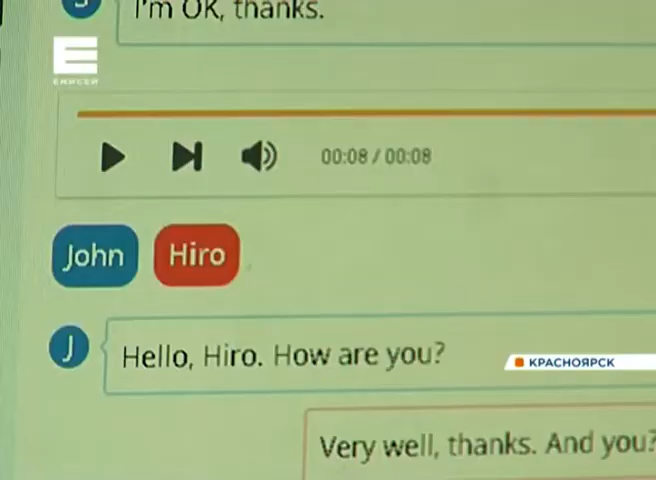 I'm OK, thanks.
ЕНИСЕЙ
00:08 / 00:08
John
Hiro
J
Hello, Hiro. How are you?
КРАСНОЯРСК
Very well, thanks. And you?